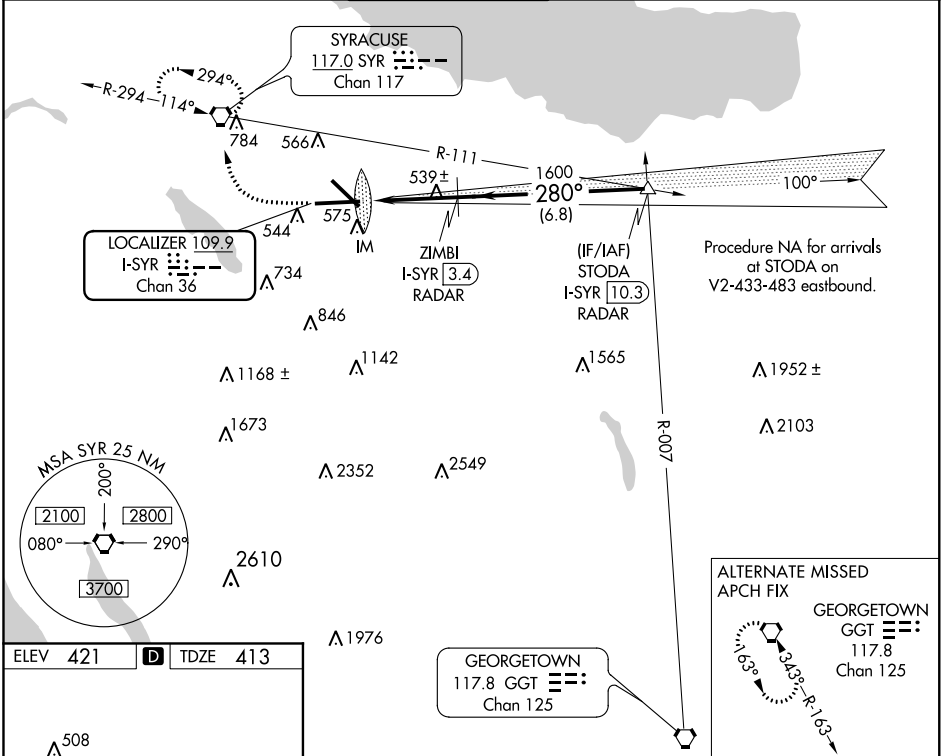 SYRACUSE
117.0 SYR
Chan 117
294°
R-294
114°
784
566
R-111
539 ±
1600
280°
(6.8)
100°
544
575
IM
LOCALIZER 109.9
I-SYR
Chan 36
ZIMBI
I-SYR 3.4
RADAR
(IF/IAF)
STODA
I-SYR 10.3
RADAR
Procedure NA for arrivals
at STODA on
V2-433-483 eastbound.
734
846
1142
1168 ±
1565
1952 ±
1673
2103
R-007
2352
2549
MSA SYR 25 NM
200°
2100
2800
080°
290°
3700
2610
1976
ALTERNATE MISSED
APCH FIX
GEORGETOWN
GGT
117.8
Chan 125
163°
343°
R-163
ELEV 421
D
TDZE 413
508
GEORGETOWN
117.8 GGT
Chan 125